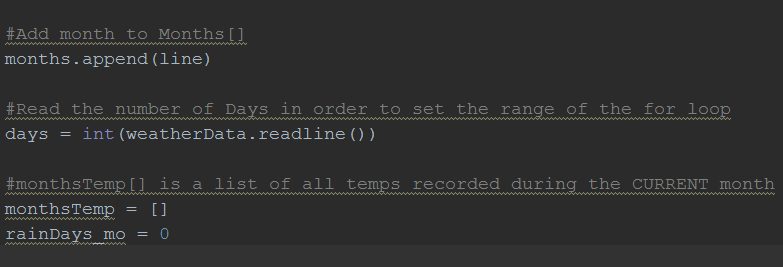 #Add month to Months[]
months.append(line)
#Read the number of Days in order to set the range of the for loop
days = int(weatherData.readline())
#monthsTemp[] is a list of all temps recorded during the CURRENT month
monthsTemp = []
rainDays_mo = 0